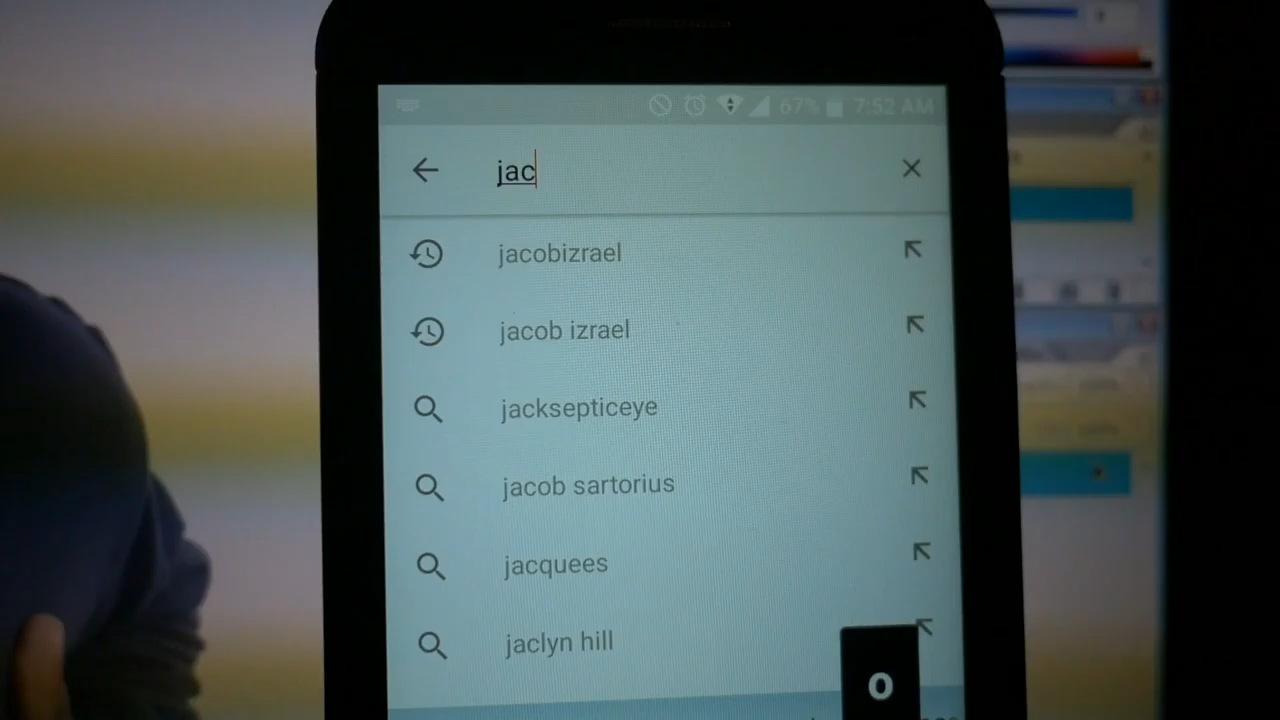 67% 7:52 AM
jac
jacobizrael
jacob izrael
jacksepticeye
jacob sartorius
jacquees
jaclyn hill
o